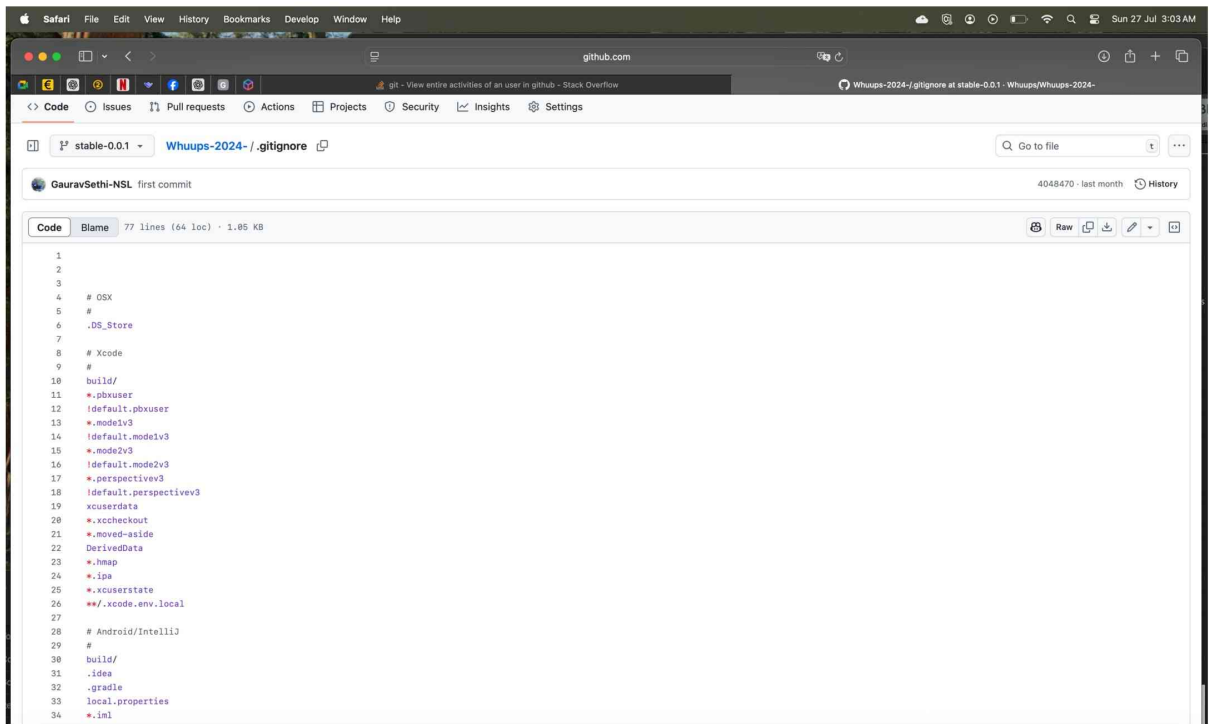 Safari File Edit View History Bookmarks Develop Window Help Sun 27 Jul 3:03 AM
github.com
git - View entire activities of an user in github - Stack Overflow
Whuups-2024-/.gitignore at stable-0.0.1 · Whuups/Whuups-2024-
Code Issues Pull requests Actions Projects Security Insights Settings
stable-0.0.1 Whuups-2024- / .gitignore Go to file t
GauravSethi-NSL first commit 4048470 · last month History
Code Blame 77 lines (64 loc) · 1.05 KB Raw
1
2
3
4 # OSX
5 #
6 .DS_Store
7
8 # Xcode
9 #
10 build/
11 *.pbxuser
12 !default.pbxuser
13 *.mode1v3
14 !default.mode1v3
15 *.mode2v3
16 !default.mode2v3
17 *.perspectivev3
18 !default.perspectivev3
19 xcuserdata
20 *.xccheckout
21 *.moved-aside
22 DerivedData
23 *.hmap
24 *.ipa
25 *.xcuserstate
26 **/.xcode.env.local
27
28 # Android/IntelliJ
29 #
30 build/
31 .idea
32 .gradle
33 local.properties
34 *.iml